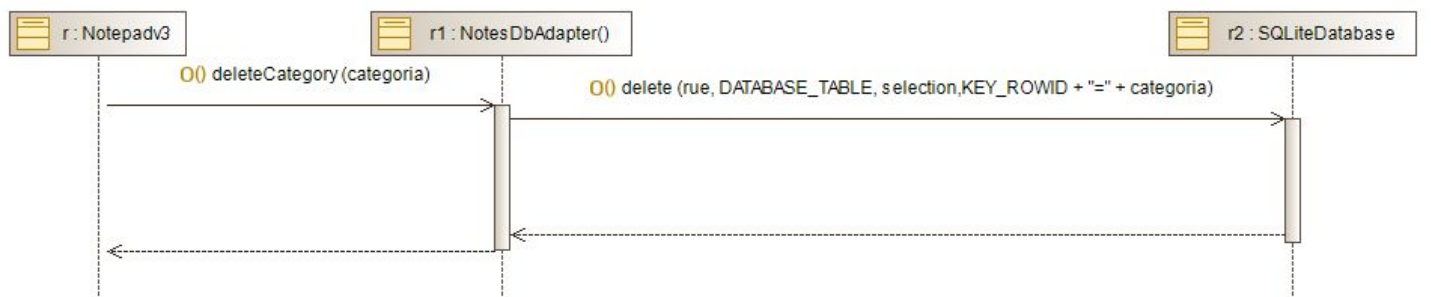 r : Notepadv3
r1 : NotesDbAdapter()
r2 : SQLiteDatabase
O() deleteCategory (categoria)
O() delete (rue, DATABASE_TABLE, selection,KEY_ROWID + "=" + categoria)